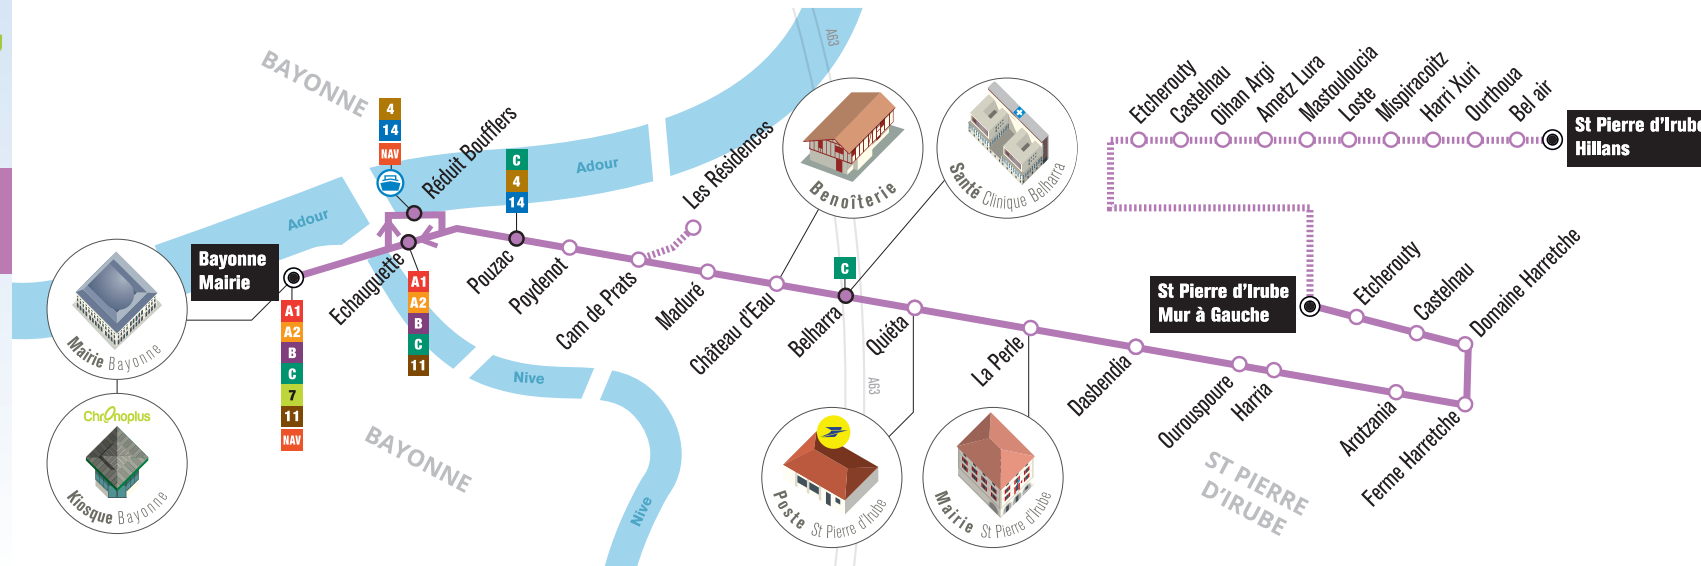 BAYONNE
4
14
NAV
Réduit Boufflers
Adour
Adour
C
4
14
Les Résidences
A63
Benoîterie
Santé Clinique Belharra
Etcherouty
Castelnau
Oihan Argi
Ametz Lura
Mastouloucia
Loste
Mispiracoitz
Harri Xuri
Ourthoua
Bel air
St Pierre d'Irube
Hillans
Bayonne
Mairie
A1
A2
B
C
7
11
NAV
Mairie Bayonne
Chronoplus
Kiosque Bayonne
Echauguette
A1
A2
B
C
11
Pouzac
Poydenot
Cam de Prats
Maduré
Château d'Eau
C
Belharra
Quiéta
La Perle
Dasbendia
Ourouspoure
Harria
Arotzania
Ferme Harretche
Domaine Harretche
Castelnau
Etcherouty
St Pierre d'Irube
Mur à Gauche
Nive
Nive
BAYONNE
A63
Poste St Pierre d'Irube
Mairie St Pierre d'Irube
ST PIERRE
D'IRUBE